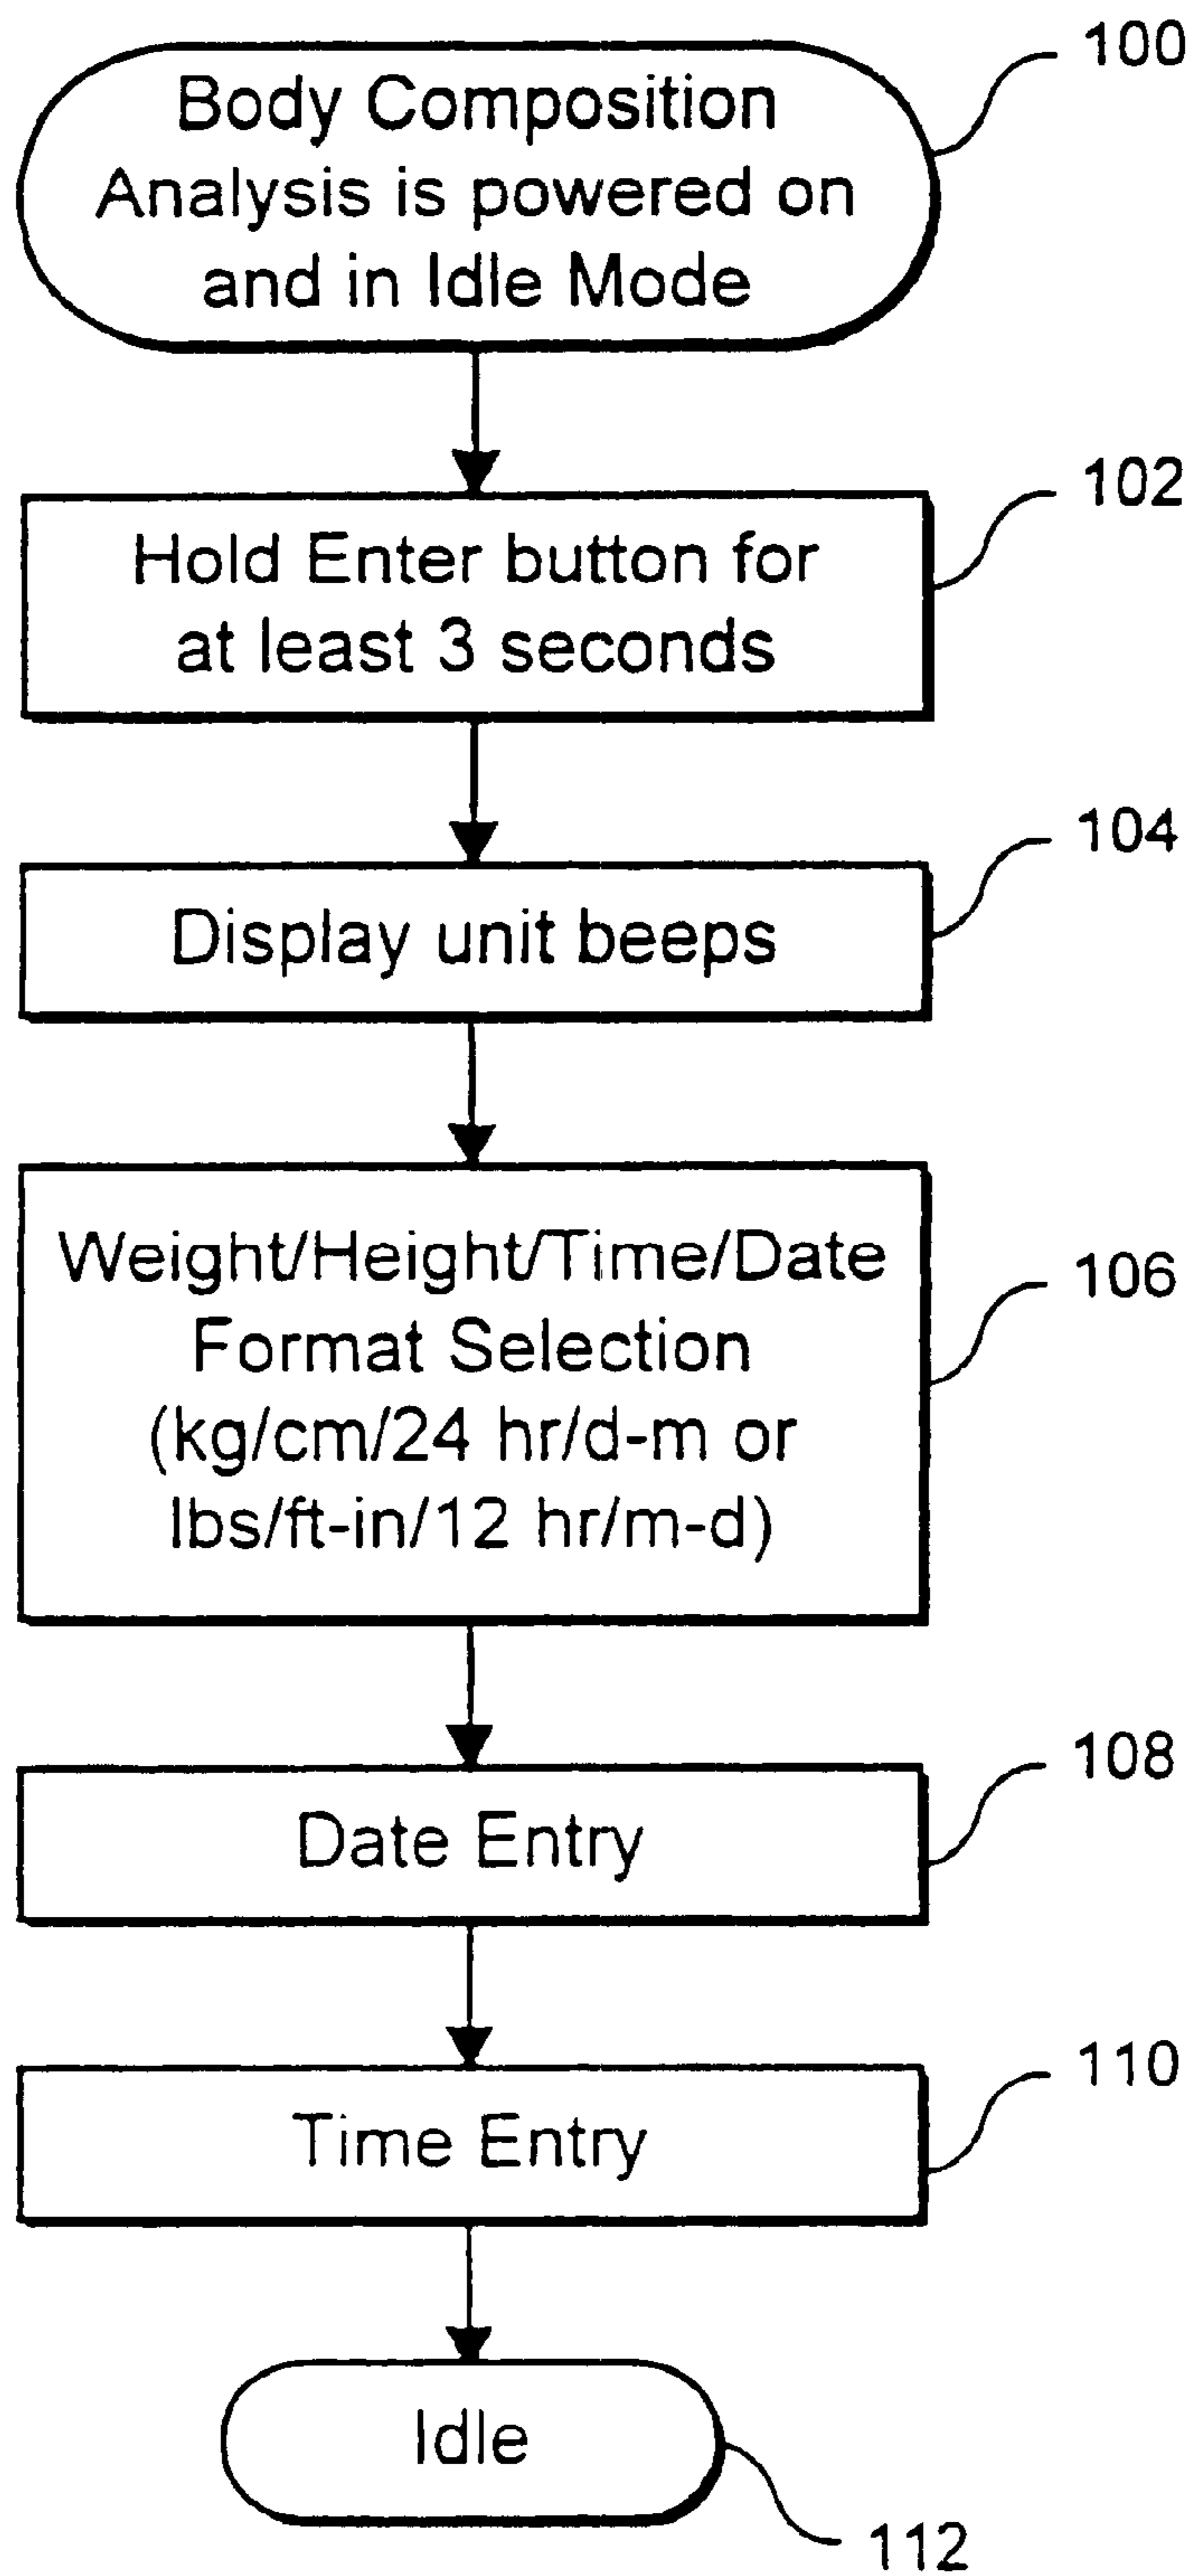 100
Body Composition
Analysis is powered on
and in Idle Mode
102
Hold Enter button for
at least 3 seconds
104
Display unit beeps
106
Weight/Height/Time/Date
Format Selection
(kg/cm/24 hr/d-m or
lbs/ft-in/12 hr/m-d)
108
Date Entry
110
Time Entry
Idle
112